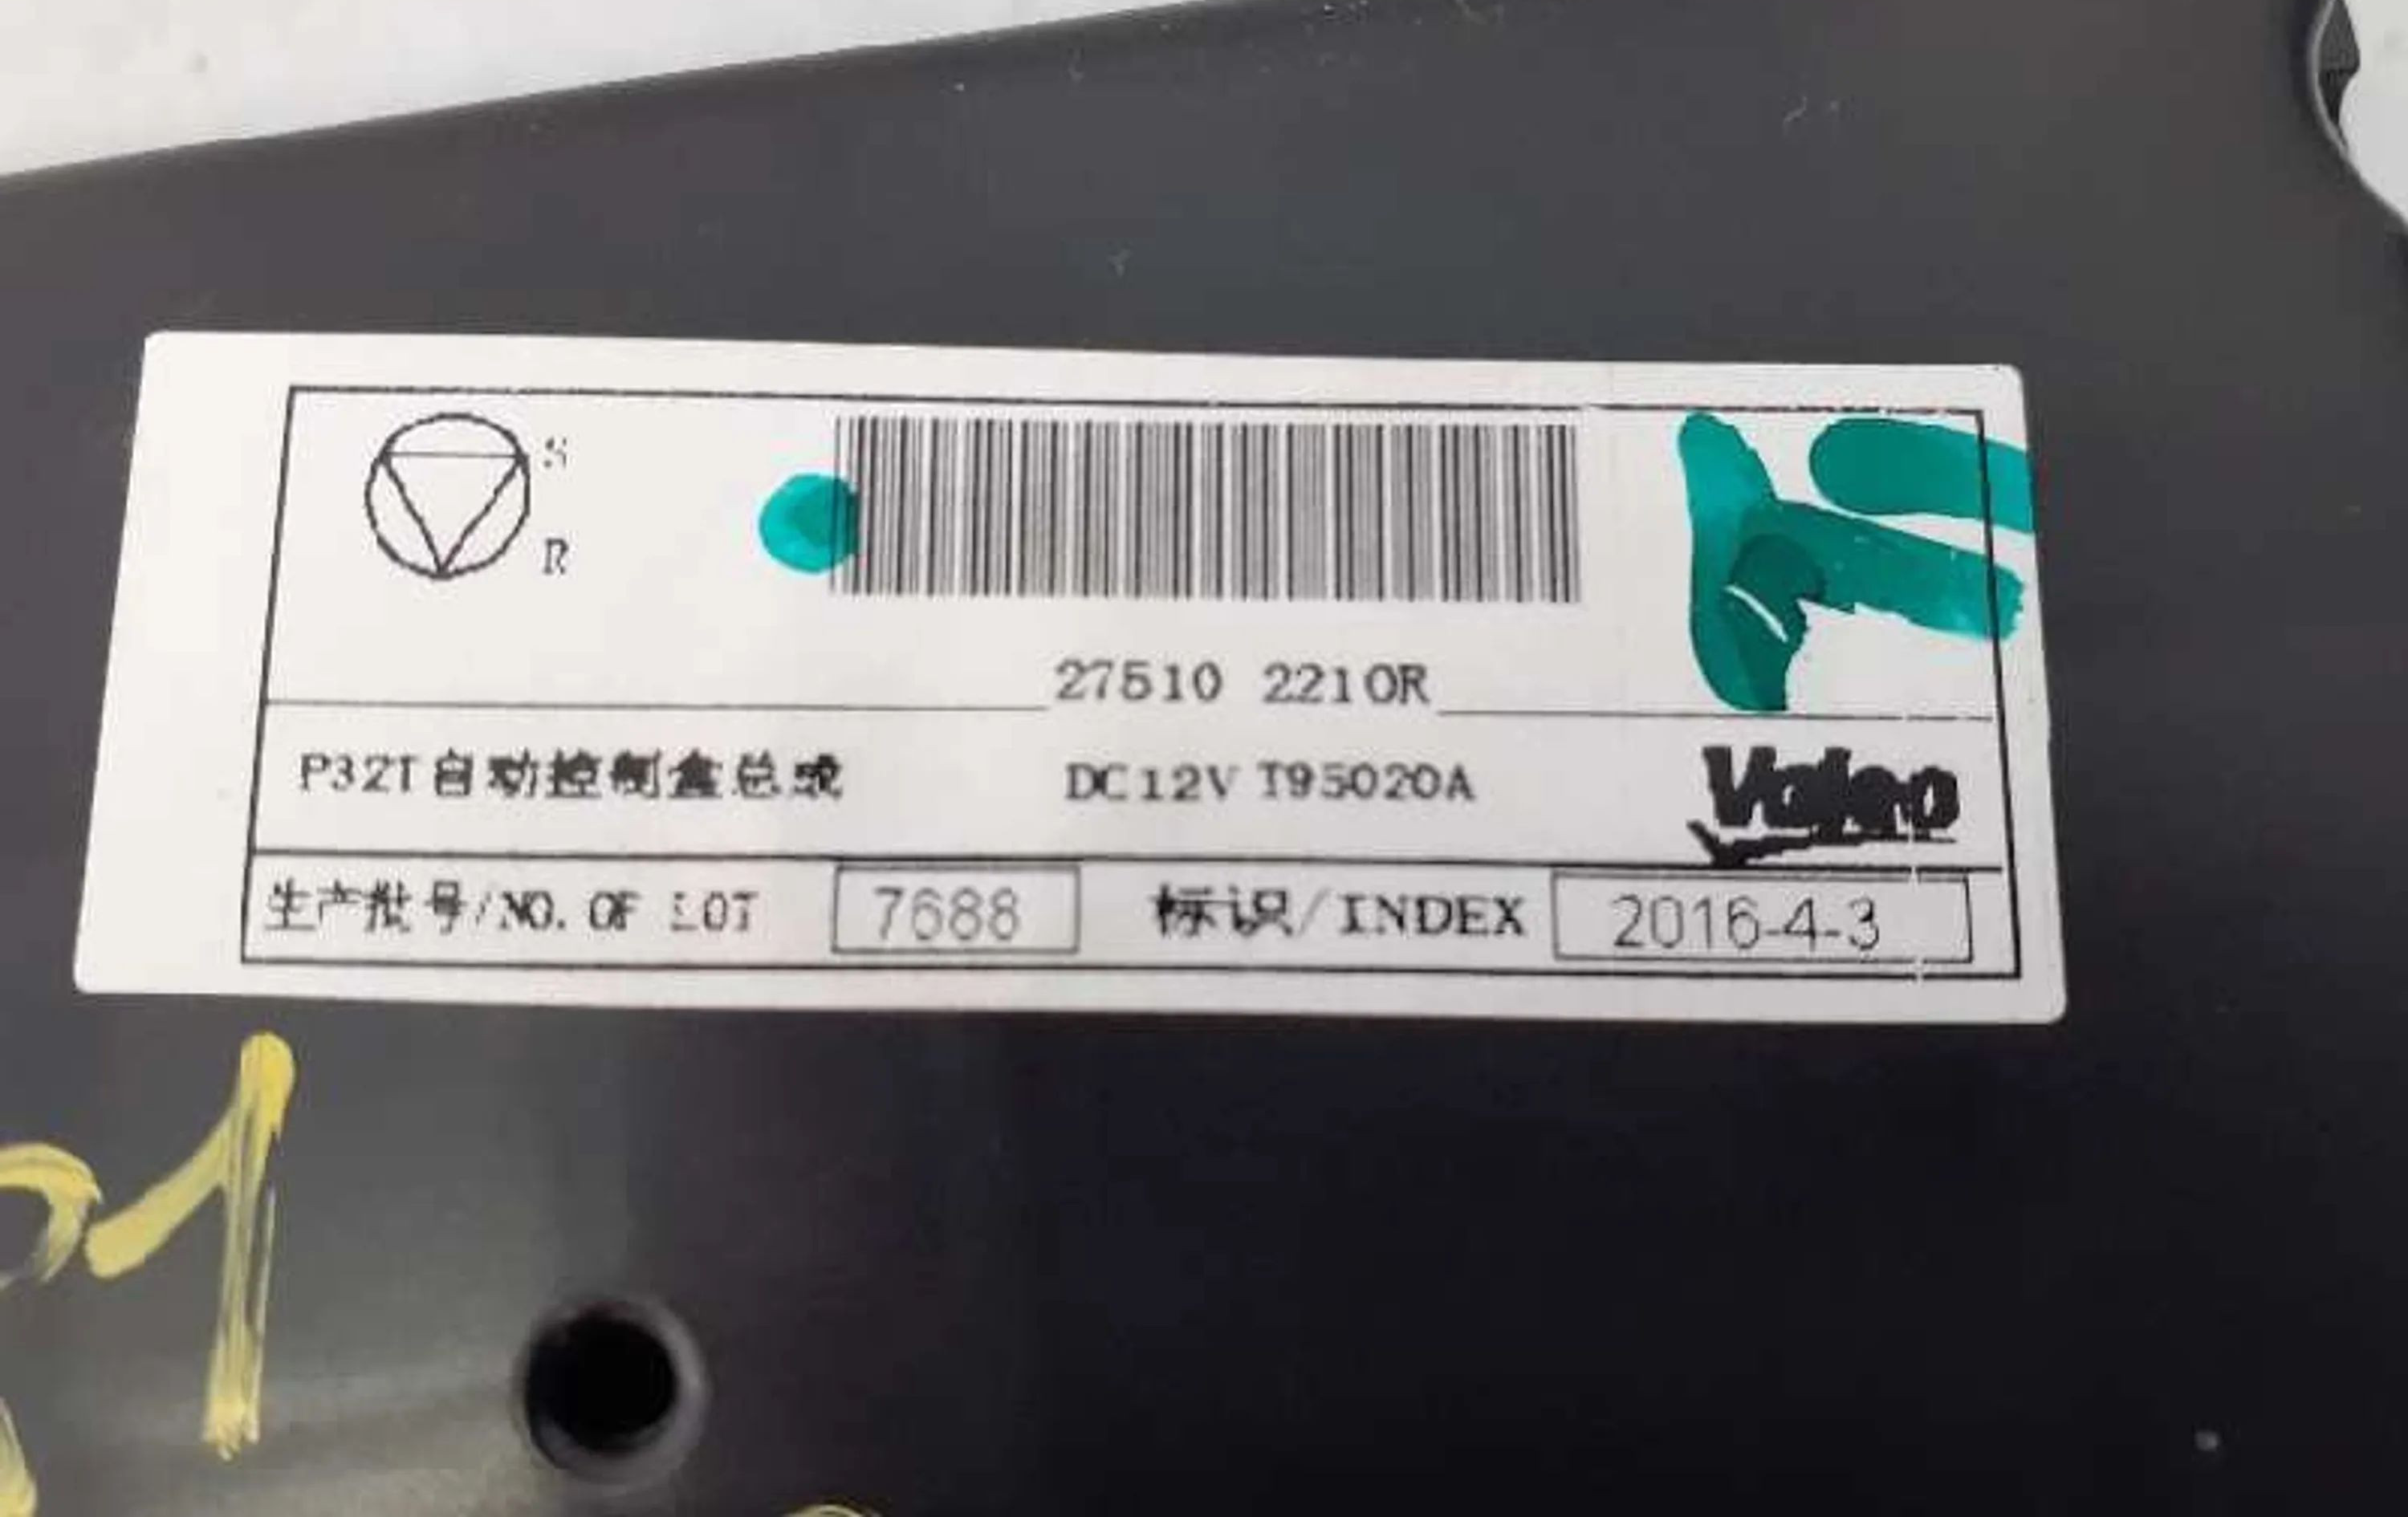 S
R
27510 2210R
P32T自动控制盒总成 DC12V T95020A Valeo
生产批号/NO. OF LOT 7688 标识/INDEX 2016-4-3